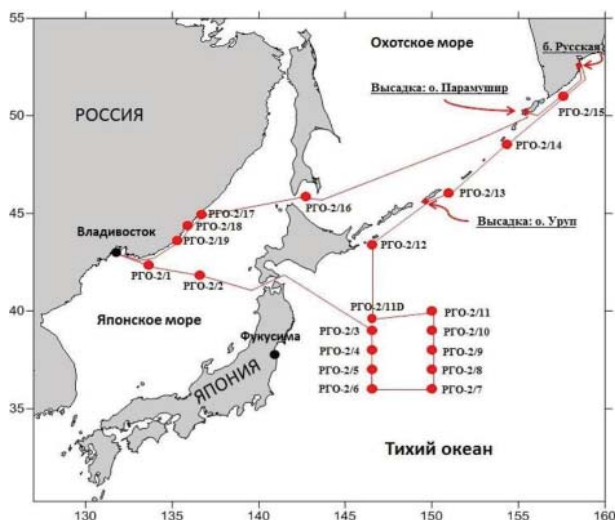 55
50
45
40
35
Охотское море
б. Русская
Высадка: о. Парамушир
РОССИЯ
РГО-2/15
РГО-2/14
РГО-2/13
РГО-2/17
РГО-2/16
РГО-2/18
Владивосток
РГО-2/19
Высадка: о. Уруп
РГО-2/12
РГО-2/1
РГО-2/2
РГО-2/11D
РГО-2/11
Японское море
РГО-2/3
РГО-2/10
Фукусима
РГО-2/4
РГО-2/9
ЯПОНИЯ
РГО-2/5
РГО-2/8
РГО-2/6
РГО-2/7
Тихий океан
130
135
140
145
150
155
160